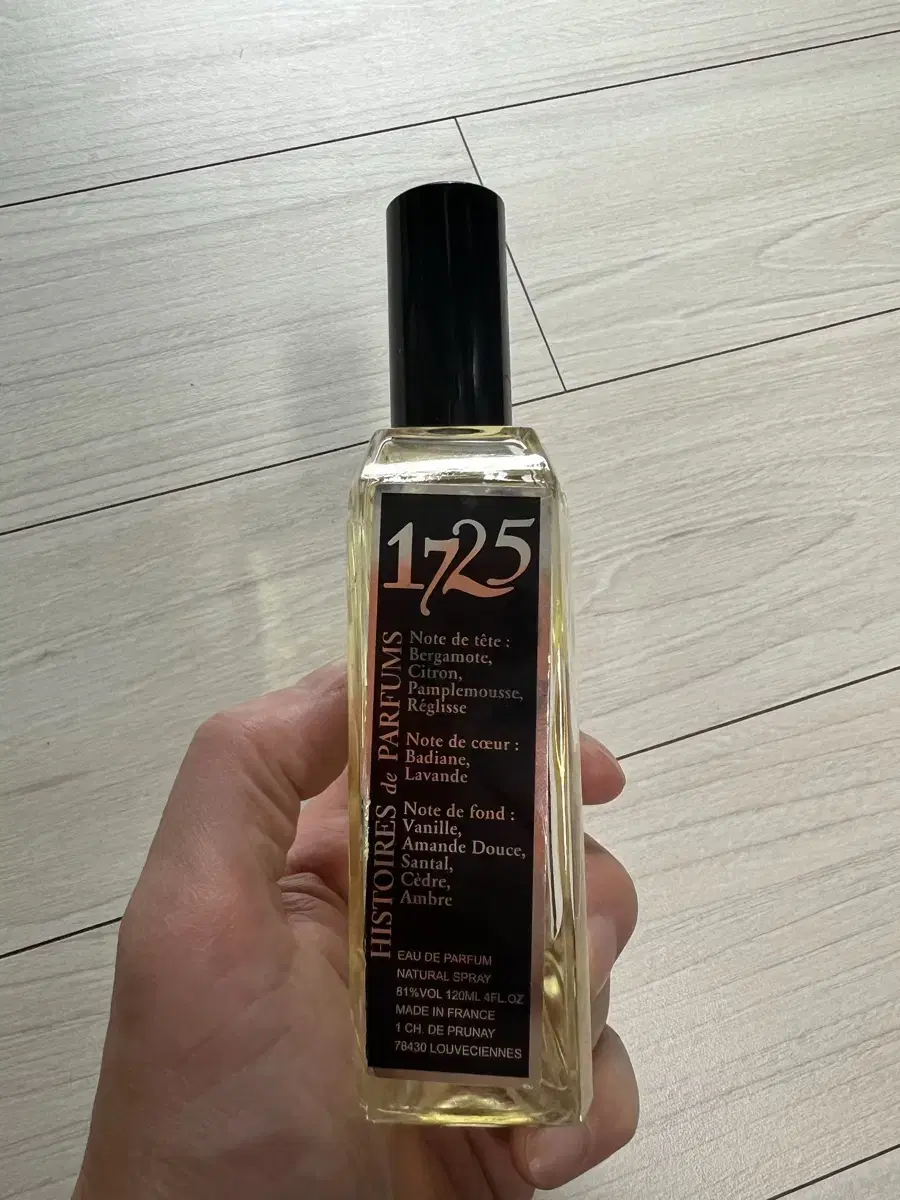 1725
HISTOIRES de PARFUMS
Note de tête :
Bergamote,
Citron,
Pamplemousse,
Réglisse
Note de cœur :
Badiane,
Lavande
Note de fond :
Vanille,
Amande Douce,
Santal,
Cèdre,
Ambre
EAU DE PARFUM
NATURAL SPRAY
81%VOL 120ML 4FL.OZ
MADE IN FRANCE
1 CH. DE PRUNAY
78430 LOUVECIENNES